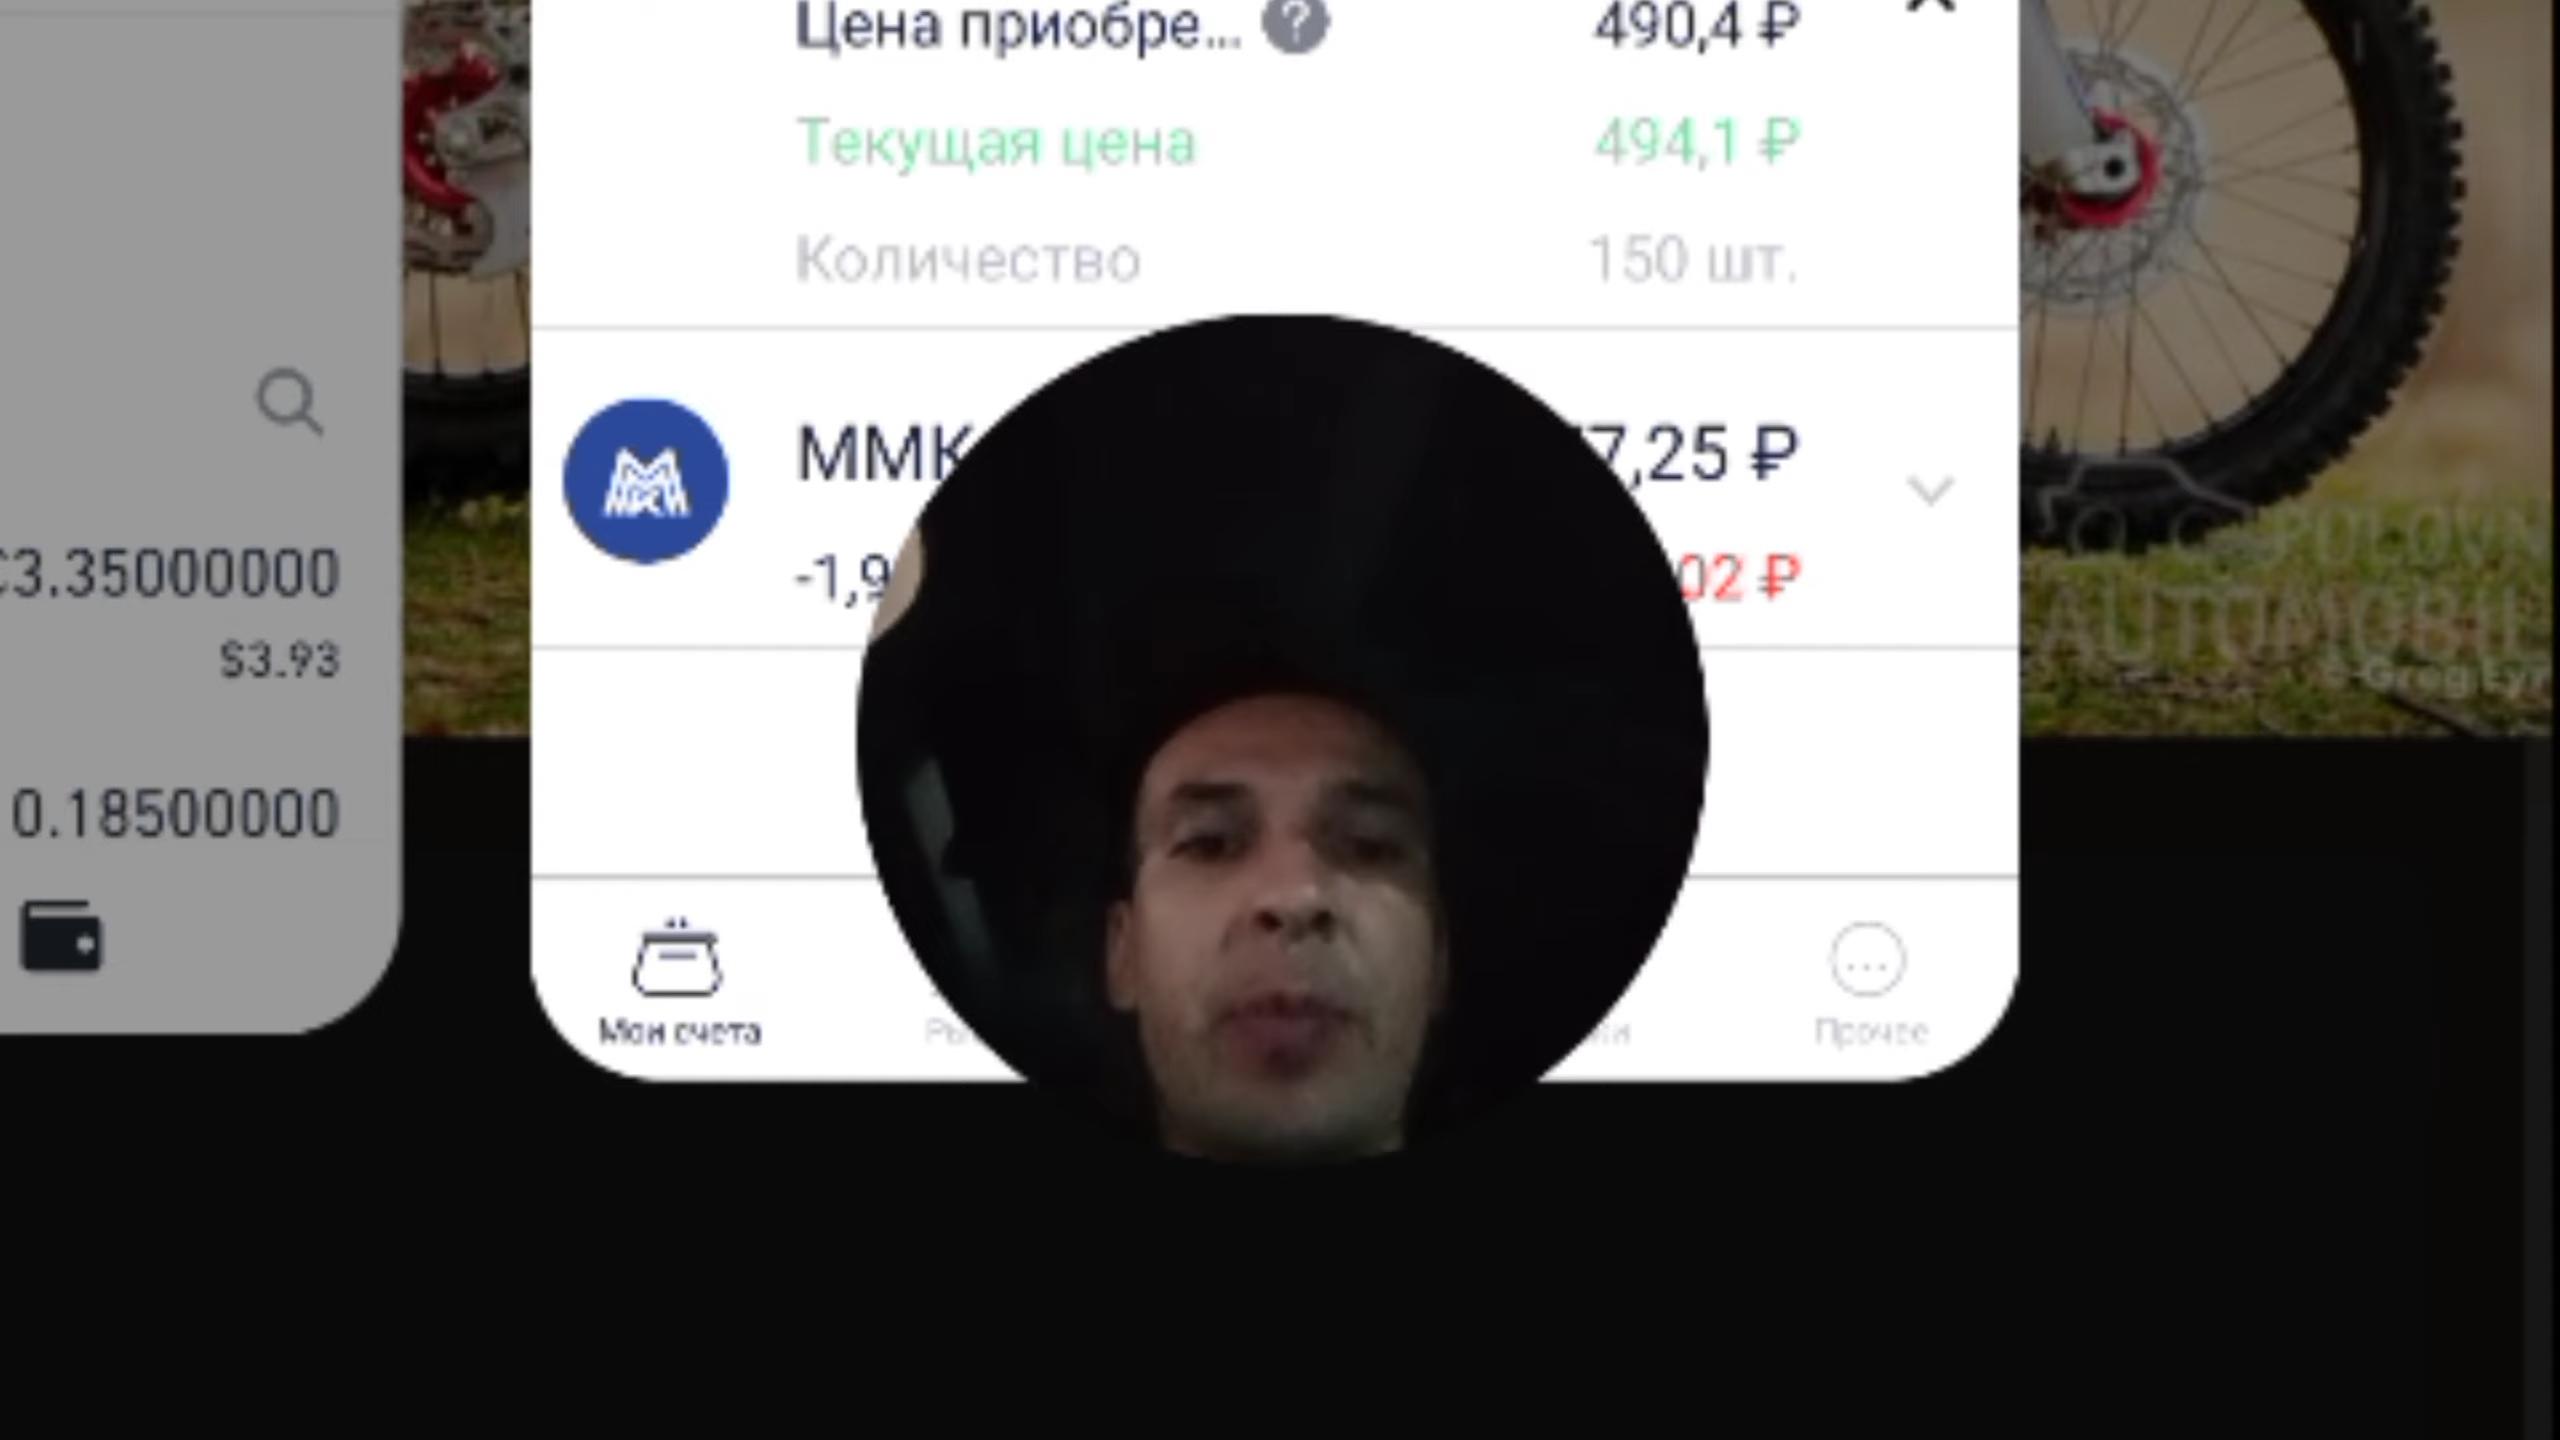 Цена приобре... ?
490,4 ₽
Текущая цена
494,1 ₽
Количество
150 шт.
ММК
7,25 ₽
-1,9
02 ₽
Мои счета
Прочее
3.35000000
$3.93
0.18500000
AUTOMOBILI